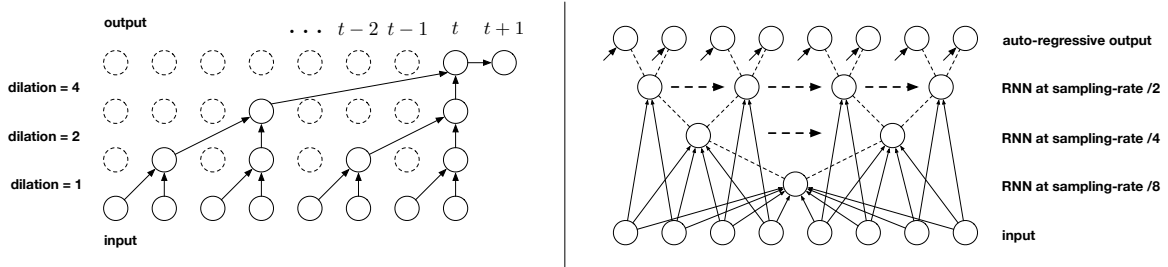 output
· · · t − 2 t − 1 t t + 1
dilation = 4
dilation = 2
dilation = 1
input
auto-regressive output
RNN at sampling-rate /2
RNN at sampling-rate /4
RNN at sampling-rate /8
input